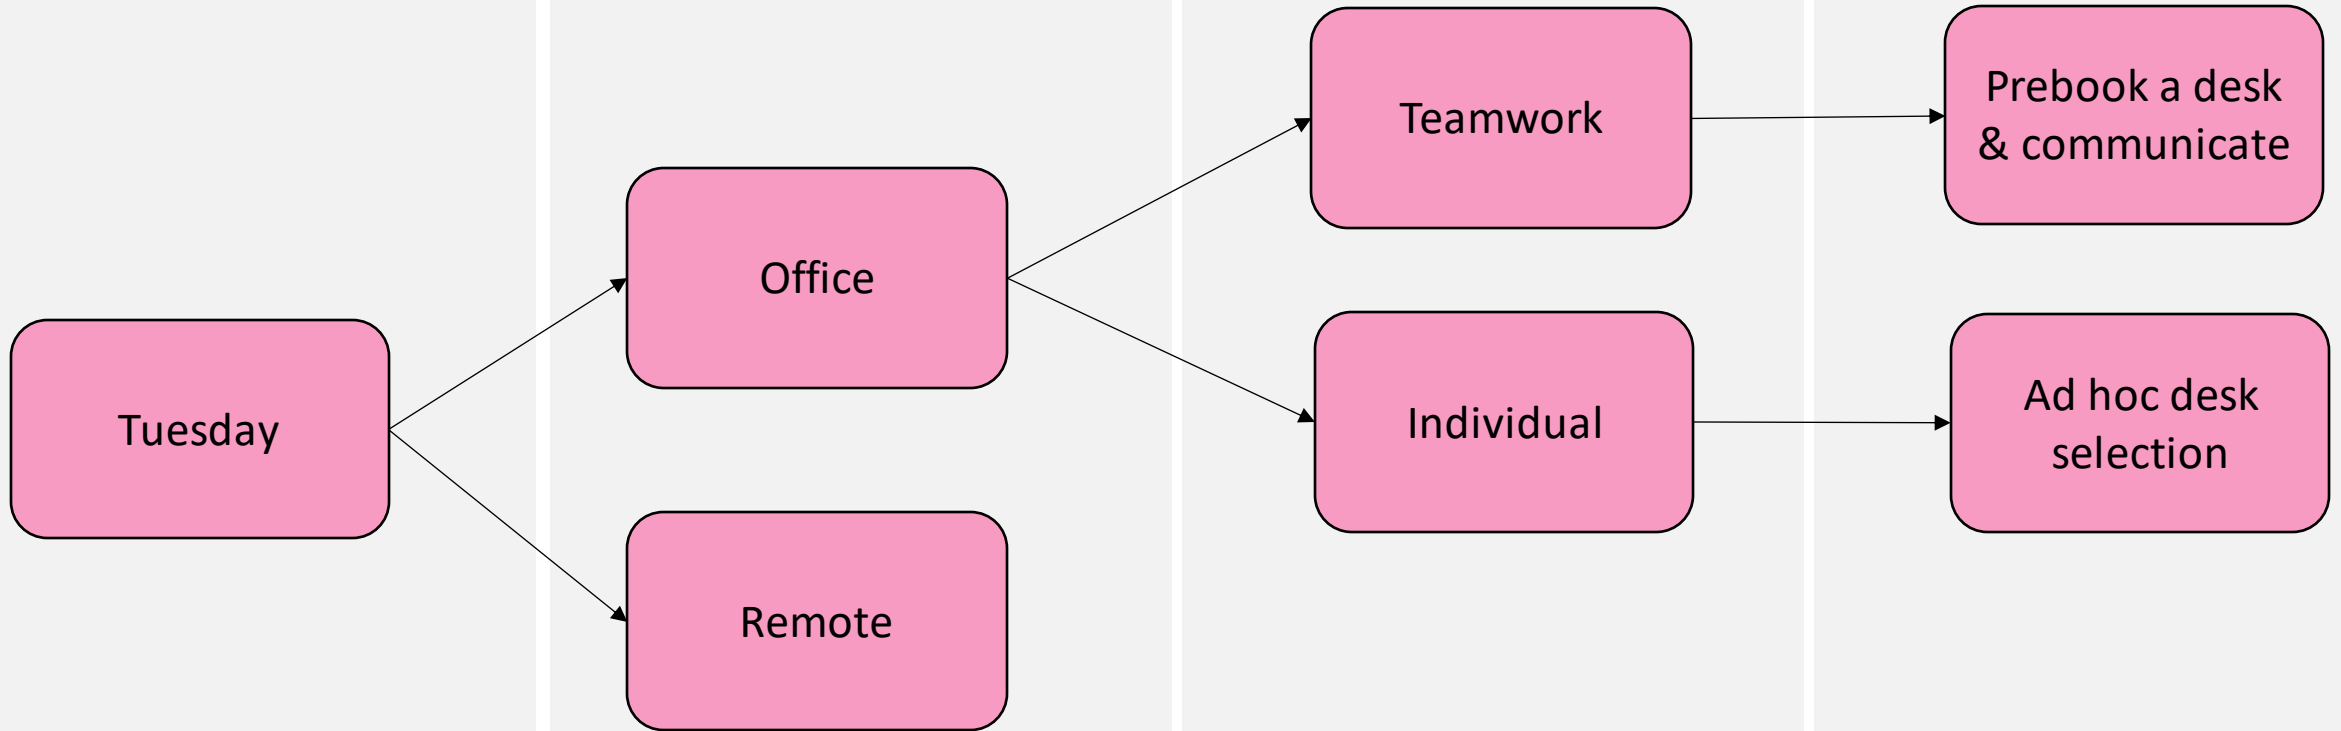 Tuesday
Office
Remote
Teamwork
Individual
Prebook a desk
& communicate
Ad hoc desk
selection